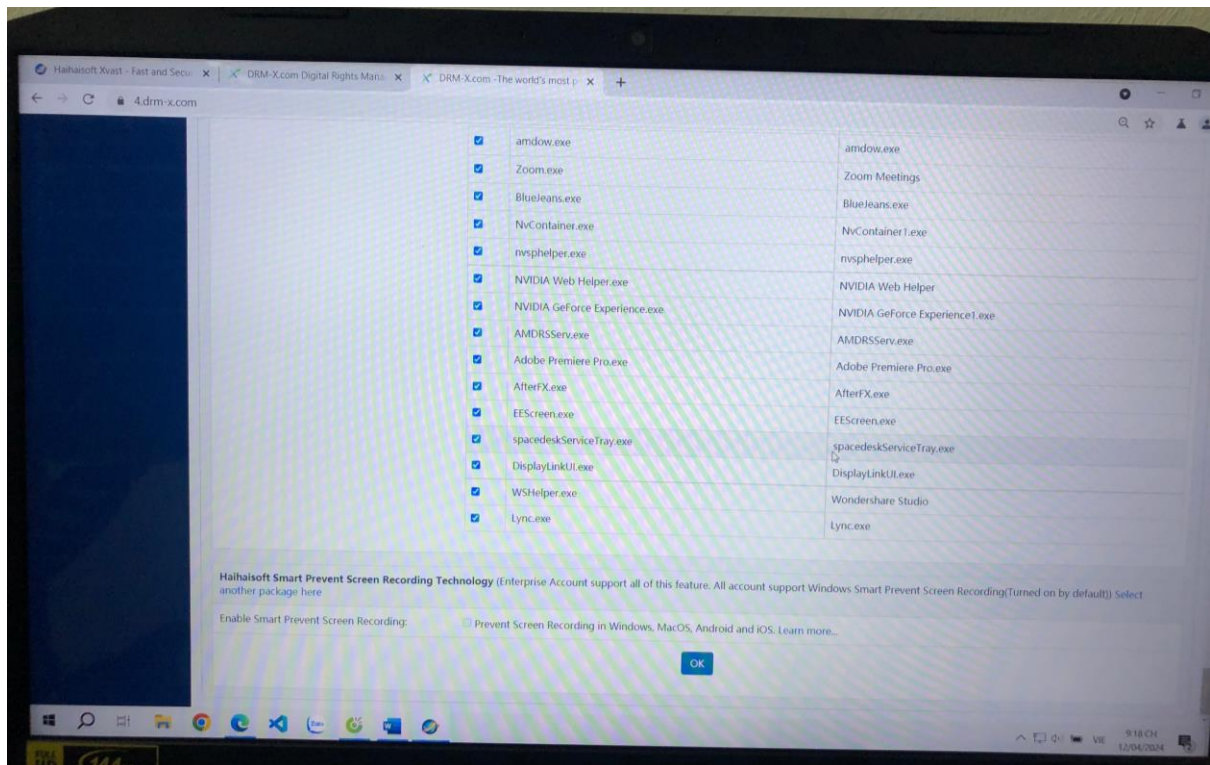 Haihaisoft Xvast - Fast and Secu
DRM-X.com Digital Rights Mana
DRM-X.com -The world's most p
4.drm-x.com
amdow.exe amdow.exe
Zoom.exe Zoom Meetings
BlueJeans.exe BlueJeans.exe
NvContainer.exe NvContainer1.exe
nvsphelper.exe nvsphelper.exe
NVIDIA Web Helper.exe NVIDIA Web Helper
NVIDIA GeForce Experience.exe NVIDIA GeForce Experience1.exe
AMDRSServ.exe AMDRSServ.exe
Adobe Premiere Pro.exe Adobe Premiere Pro.exe
AfterFX.exe AfterFX.exe
EEScreen.exe EEScreen.exe
spacedeskServiceTray.exe spacedeskServiceTray.exe
DisplayLinkUI.exe DisplayLinkUI.exe
WSHelper.exe Wondershare Studio
Lync.exe Lync.exe
Haihaisoft Smart Prevent Screen Recording Technology (Enterprise Account support all of this feature. All account support Windows Smart Prevent Screen Recording(Turned on by default)) Select
another package here
Enable Smart Prevent Screen Recording: Prevent Screen Recording in Windows, MacOS, Android and iOS. Learn more...
OK
VIE
9:18 CH
12/04/2024
FULL
HD